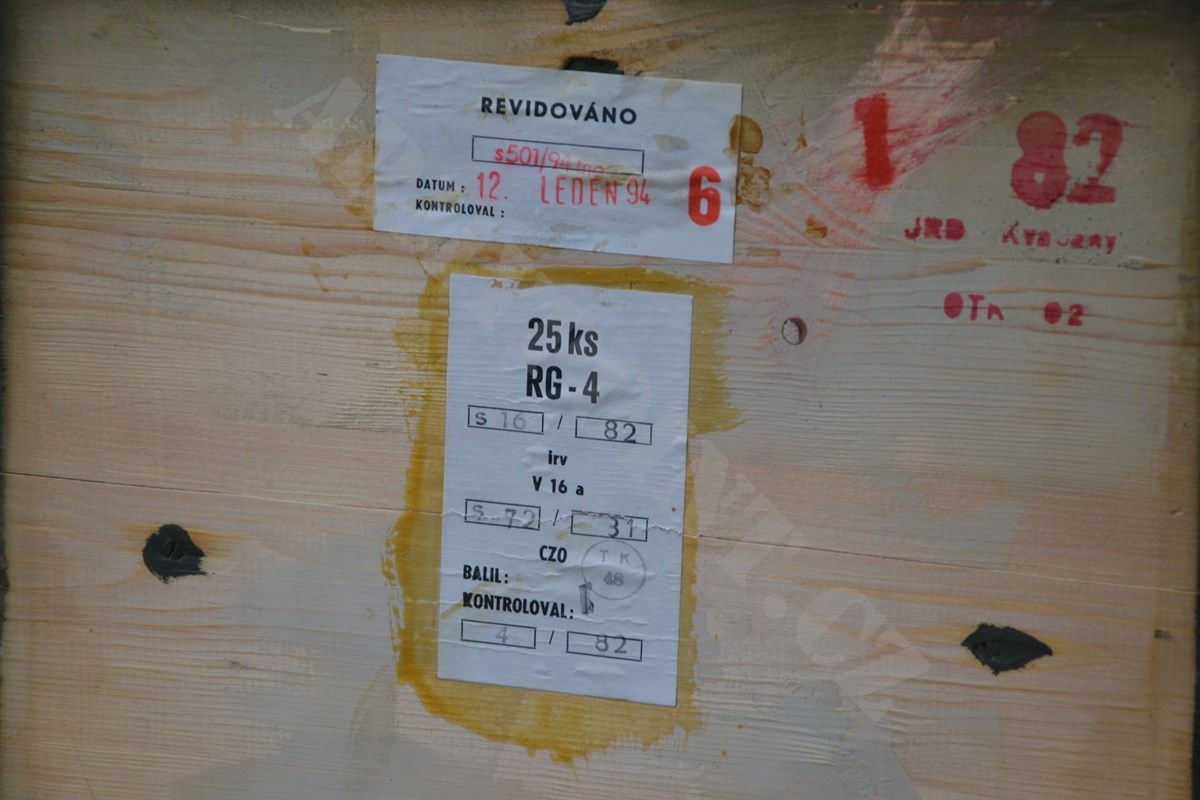 REVIDOVÁNO
s501/94
DATUM : 12. LEDEN 94
KONTROLOVAL :
6
1 82
JRD
OTK 02
25 ks
RG - 4
S 16 / 82
irv
V 16 a
S 72 / 31
CZO
T K
48
BALIL:
KONTROLOVAL:
4 / 82